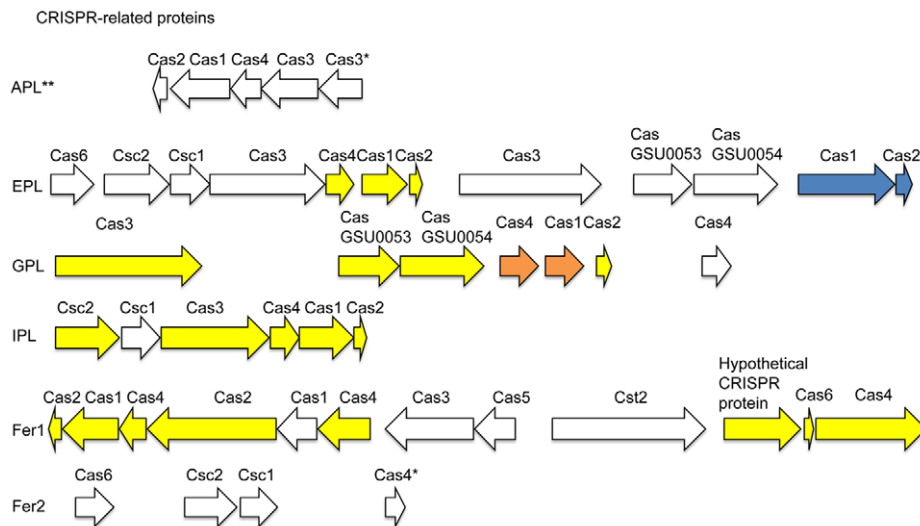 CRISPR-related proteins
Cas2 Cas1 Cas4 Cas3 Cas3*
APL**
Cas Cas
Cas6 Csc2 Csc1 Cas3 Cas4 Cas1 Cas2 Cas3 GSU0053 GSU0054 Cas1 Cas2
EPL
Cas3 Cas Cas Cas4 Cas1 Cas2 Cas4
GSU0053 GSU0054
GPL
Csc2 Csc1 Cas3 Cas4 Cas1 Cas2
IPL
Hypothetical
CRISPR
Cas2 Cas1 Cas4 Cas2 Cas1 Cas4 Cas3 Cas5 Cst2 protein Cas6 Cas4
Fer1
Cas6 Csc2 Csc1 Cas4*
Fer2